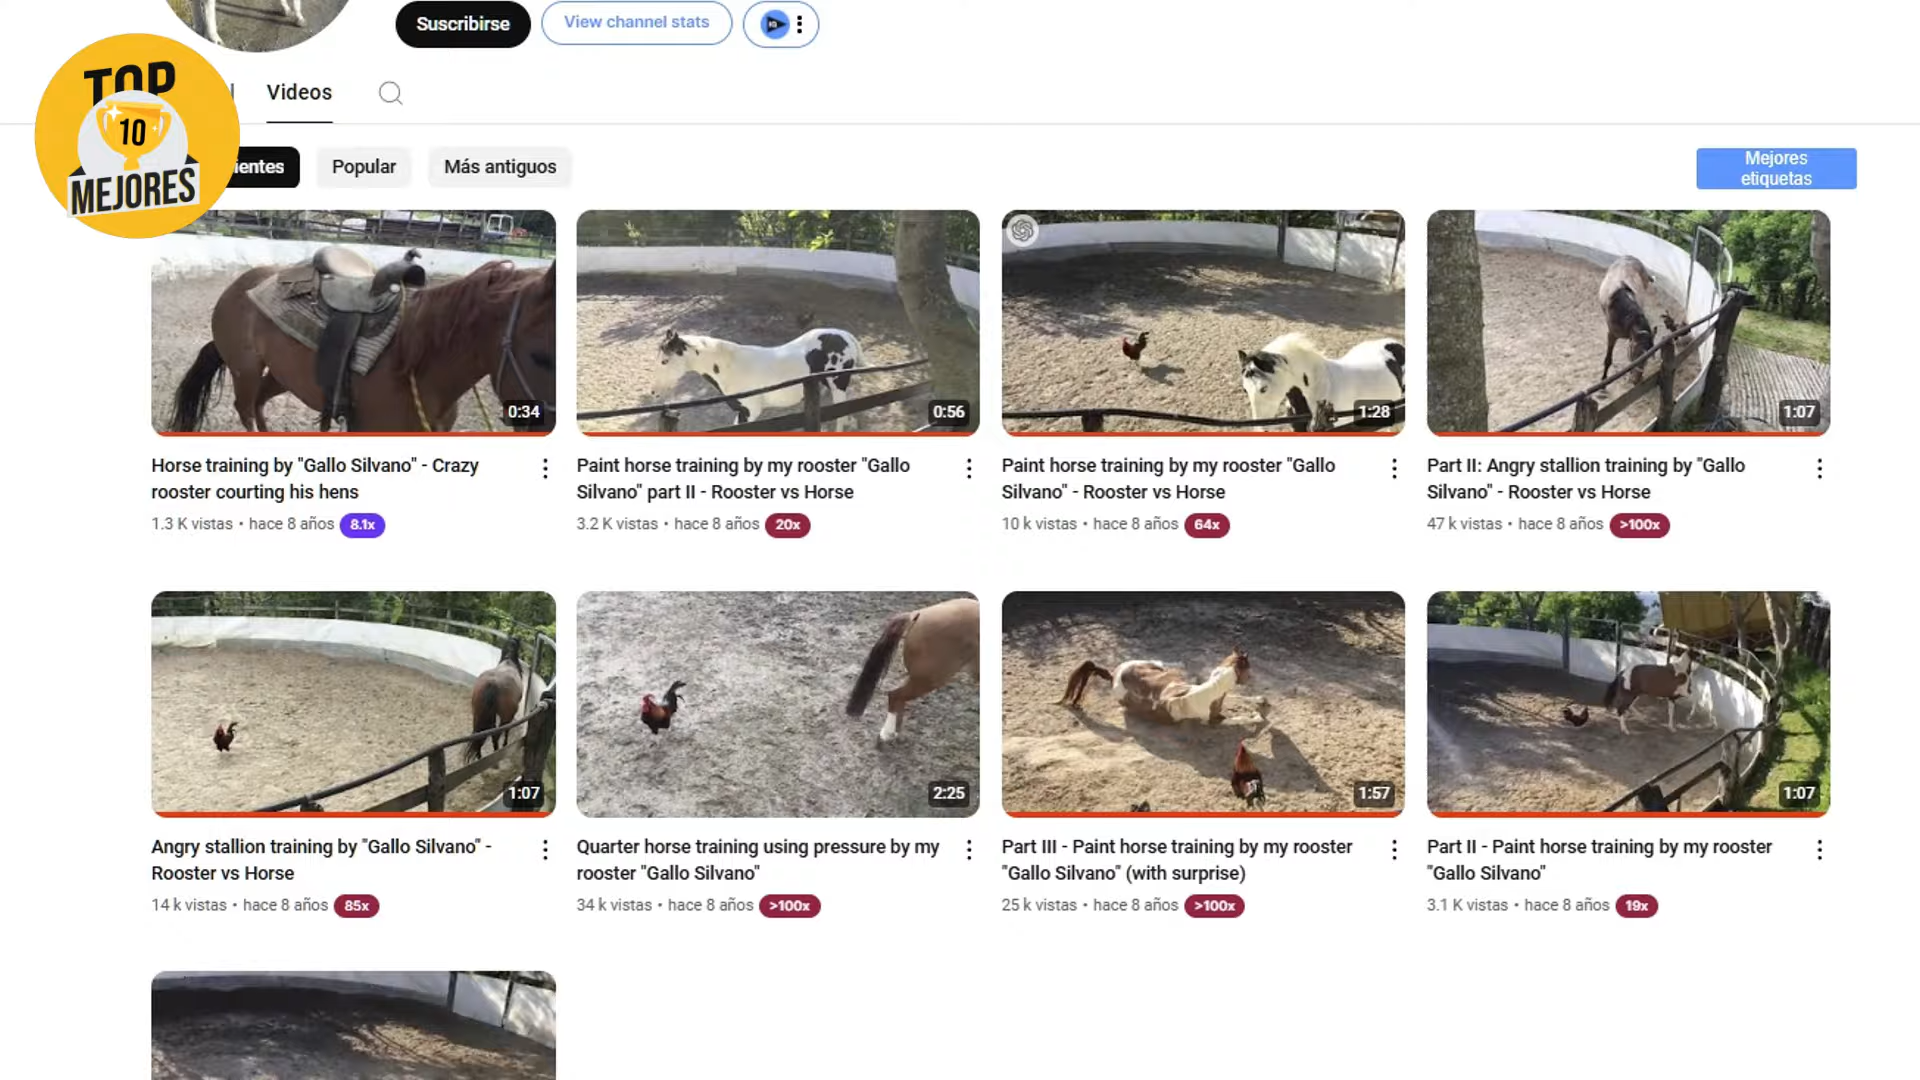 Suscribirse
View channel stats
TOP
10
MEJORES
Videos
ientes
Popular
Más antiguos
Mejores
etiquetas
0:34
0:56
1:28
1:07
Horse training by "Gallo Silvano" - Crazy
rooster courting his hens
1.3 K vistas • hace 8 años 8.1x
Paint horse training by my rooster "Gallo
Silvano" part II - Rooster vs Horse
3.2 K vistas • hace 8 años 20x
Paint horse training by my rooster "Gallo
Silvano" - Rooster vs Horse
10 k vistas • hace 8 años 64x
Part II: Angry stallion training by "Gallo
Silvano" - Rooster vs Horse
47 k vistas • hace 8 años >100x
1:07
2:25
1:57
1:07
Angry stallion training by "Gallo Silvano" -
Rooster vs Horse
14 k vistas • hace 8 años 85x
Quarter horse training using pressure by my
rooster "Gallo Silvano"
34 k vistas • hace 8 años >100x
Part III - Paint horse training by my rooster
"Gallo Silvano" (with surprise)
25 k vistas • hace 8 años >100x
Part II - Paint horse training by my rooster
"Gallo Silvano"
3.1 K vistas • hace 8 años 19x